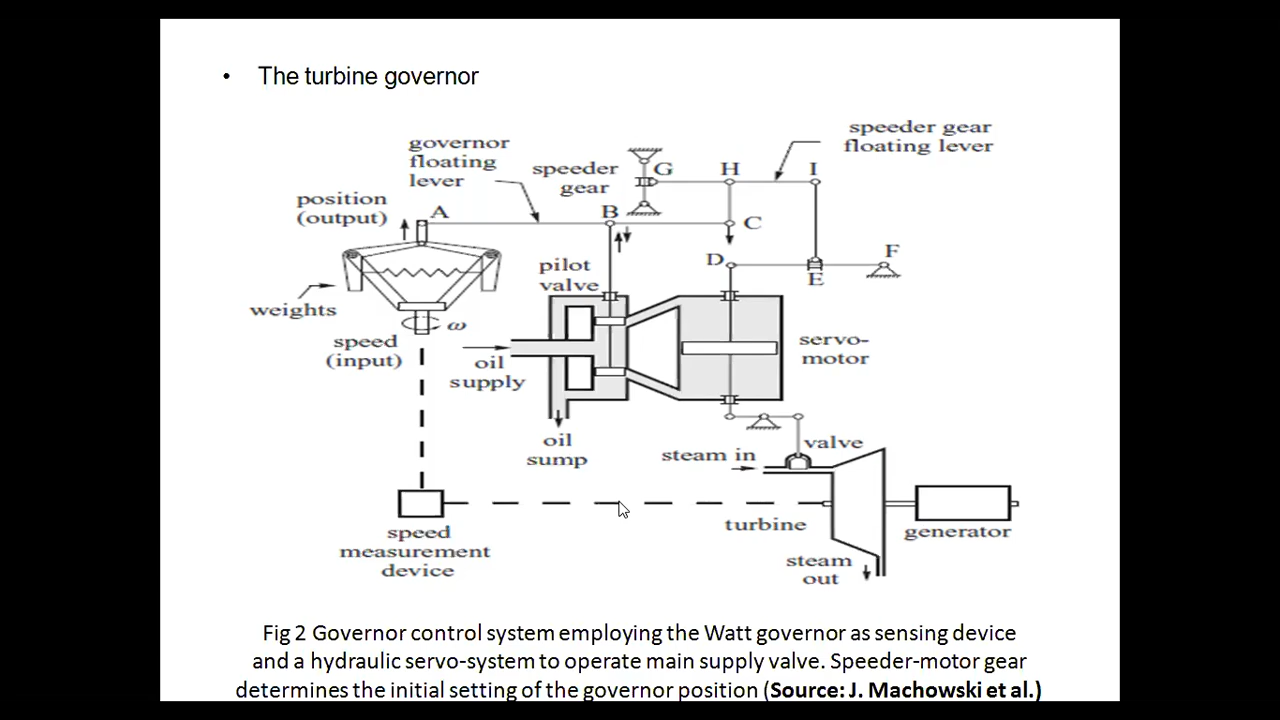 • The turbine governor
speeder gear
floating lever
governor
floating
lever
speeder
gear
G
H
I
position
(output)
A
B
C
D
E
F
pilot
valve
weights
ω
speed
(input)
oil
supply
servo-
motor
oil
sump
steam in
valve
speed
measurement
device
turbine
generator
steam
out
Fig 2 Governor control system employing the Watt governor as sensing device
and a hydraulic servo-system to operate main supply valve. Speeder-motor gear
determines the initial setting of the governor position (Source: J. Machowski et al.)